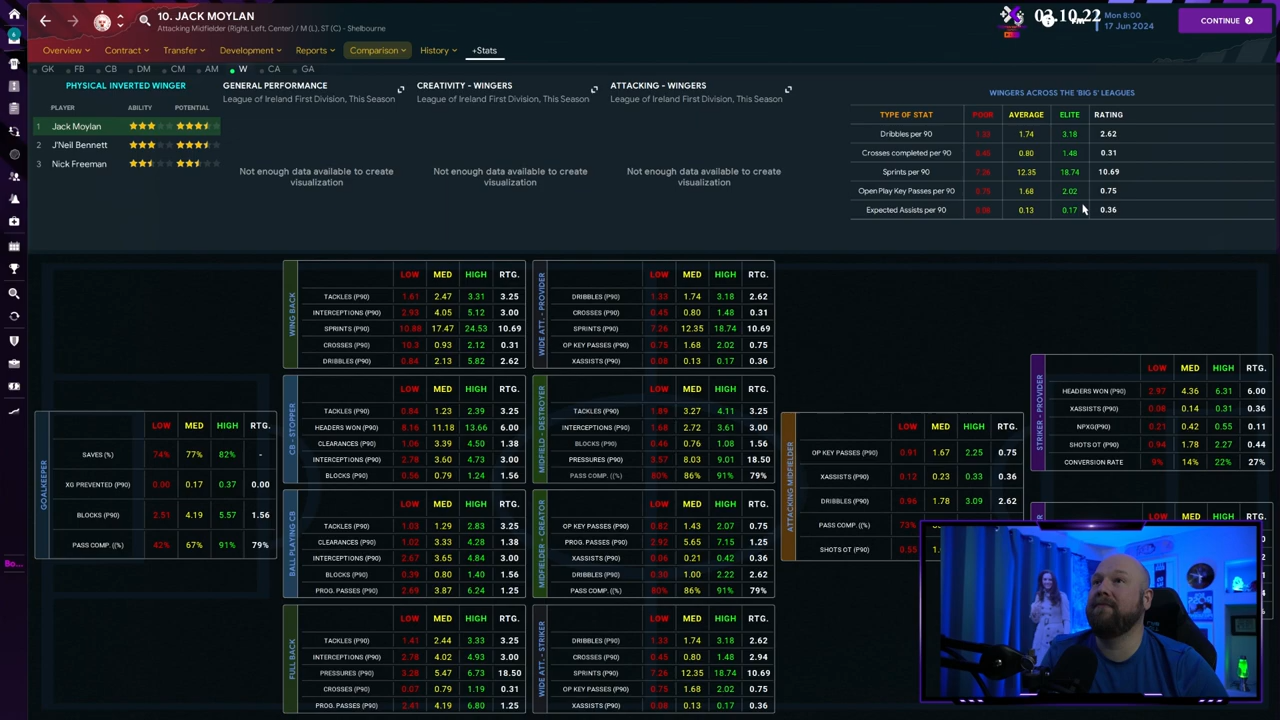 10. JACK MOYLAN
Attacking Midfielder (Right, Left, Center) / M (L), ST (C) - Shelbourne
03.10.22
Mon 8:00
17 Jun 2024
CONTINUE
Overview Contract Transfer Development Reports Comparison History +Stats
GK FB CB DM CM AM W CA GA
PHYSICAL INVERTED WINGER
PLAYER ABILITY POTENTIAL
1 Jack Moylan
2 J'Neil Bennett
3 Nick Freeman
GENERAL PERFORMANCE
League of Ireland First Division, This Season
Not enough data available to create
visualization
CREATIVITY - WINGERS
League of Ireland First Division, This Season
Not enough data available to create
visualization
ATTACKING - WINGERS
League of Ireland First Division, This Season
Not enough data available to create
visualization
WINGERS ACROSS THE 'BIG 5' LEAGUES
TYPE OF STAT POOR AVERAGE ELITE RATING
Dribbles per 90 1.33 1.74 3.18 2.62
Crosses completed per 90 0.45 0.80 1.48 0.31
Sprints per 90 7.26 12.35 18.74 10.69
Open Play Key Passes per 90 0.75 1.68 2.02 0.75
Expected Assists per 90 0.08 0.13 0.17 0.36
GOALKEEPER
LOW MED HIGH RTG.
SAVES (%) 74% 77% 82% -
XG PREVENTED (P90) 0.00 0.17 0.37 0.00
BLOCKS (P90) 2.51 4.19 5.57 1.56
PASS COMP. ((%) 42% 67% 91% 79%
WING BACK
LOW MED HIGH RTG.
TACKLES (P90) 1.61 2.47 3.31 3.25
INTERCEPTIONS (P90) 2.93 4.05 5.12 3.00
SPRINTS (P90) 10.88 17.47 24.53 10.69
CROSSES (P90) 10.3 0.93 2.12 0.31
DRIBBLES (P90) 0.84 2.13 5.82 2.62
CB - STOPPER
LOW MED HIGH RTG.
TACKLES (P90) 0.84 1.23 2.39 3.25
HEADERS WON (P90) 8.16 11.18 13.66 6.00
CLEARANCES (P90) 1.06 3.39 4.50 1.38
INTERCEPTIONS (P90) 2.78 3.60 4.73 3.00
BLOCKS (P90) 0.56 0.79 1.24 1.56
BALL PLAYING CB
LOW MED HIGH RTG.
TACKLES (P90) 1.03 1.29 2.83 3.25
CLEARANCES (P90) 1.02 3.33 4.28 1.38
INTERCEPTIONS (P90) 2.67 3.65 4.84 3.00
BLOCKS (P90) 0.39 0.80 1.40 1.56
PROG. PASSES (P90) 2.69 3.87 6.24 1.25
FULL BACK
LOW MED HIGH RTG.
TACKLES (P90) 1.41 2.44 3.33 3.25
INTERCEPTIONS (P90) 2.78 4.02 4.93 3.00
PRESSURES (P90) 3.28 5.47 6.73 18.50
CROSSES (P90) 0.07 0.79 1.19 0.31
PROG. PASSES (P90) 2.41 4.19 6.80 1.25
WIDE ATT. - PROVIDER
LOW MED HIGH RTG.
DRIBBLES (P90) 1.33 1.74 3.18 2.62
CROSSES (P90) 0.45 0.80 1.48 0.31
SPRINTS (P90) 7.26 12.35 18.74 10.69
OP KEY PASSES (P90) 0.75 1.68 2.02 0.75
XASSISTS (P90) 0.08 0.13 0.17 0.36
MIDFIELD - DESTROYER
LOW MED HIGH RTG.
TACKLES (P90) 1.89 3.27 4.11 3.25
INTERCEPTIONS (P90) 1.68 2.72 3.61 3.00
BLOCKS (P90) 0.46 0.76 1.08 1.56
PRESSURES (P90) 3.57 8.03 9.01 18.50
PASS COMP. ((%) 80% 86% 91% 79%
MIDFIELDER - CREATOR
LOW MED HIGH RTG.
OP KEY PASSES (P90) 0.82 1.43 2.07 0.75
PROG. PASSES (P90) 2.92 5.65 7.15 1.25
XASSISTS (P90) 0.06 0.21 0.42 0.36
DRIBBLES (P90) 0.30 1.00 2.22 2.62
PASS COMP. ((%) 80% 86% 91% 79%
WIDE ATT. - STRIKER
LOW MED HIGH RTG.
DRIBBLES (P90) 1.33 1.74 3.18 2.62
CROSSES (P90) 0.45 0.80 1.48 2.94
SPRINTS (P90) 7.26 12.35 18.74 10.69
OP KEY PASSES (P90) 0.75 1.68 2.02 0.75
XASSISTS (P90) 0.08 0.13 0.17 0.36
ATTACKING MIDFIELDER
LOW MED HIGH RTG.
OP KEY PASSES (P90) 0.91 1.67 2.25 0.75
XASSISTS (P90) 0.12 0.23 0.33 0.36
DRIBBLES (P90) 0.96 1.78 3.09 2.62
PASS COMP. ((%) 73%
SHOTS OT (P90) 0.55
STRIKER - PROVIDER
LOW MED HIGH RTG.
HEADERS WON (P90) 2.97 4.36 6.31 6.00
XASSISTS (P90) 0.08 0.14 0.31 0.36
NPXG (P90) 0.21 0.42 0.55 0.11
SHOTS OT (P90) 0.94 1.78 2.27 0.44
CONVERSION RATE 9% 14% 22% 27%
LOW MED HIGH RTG.
Bo...